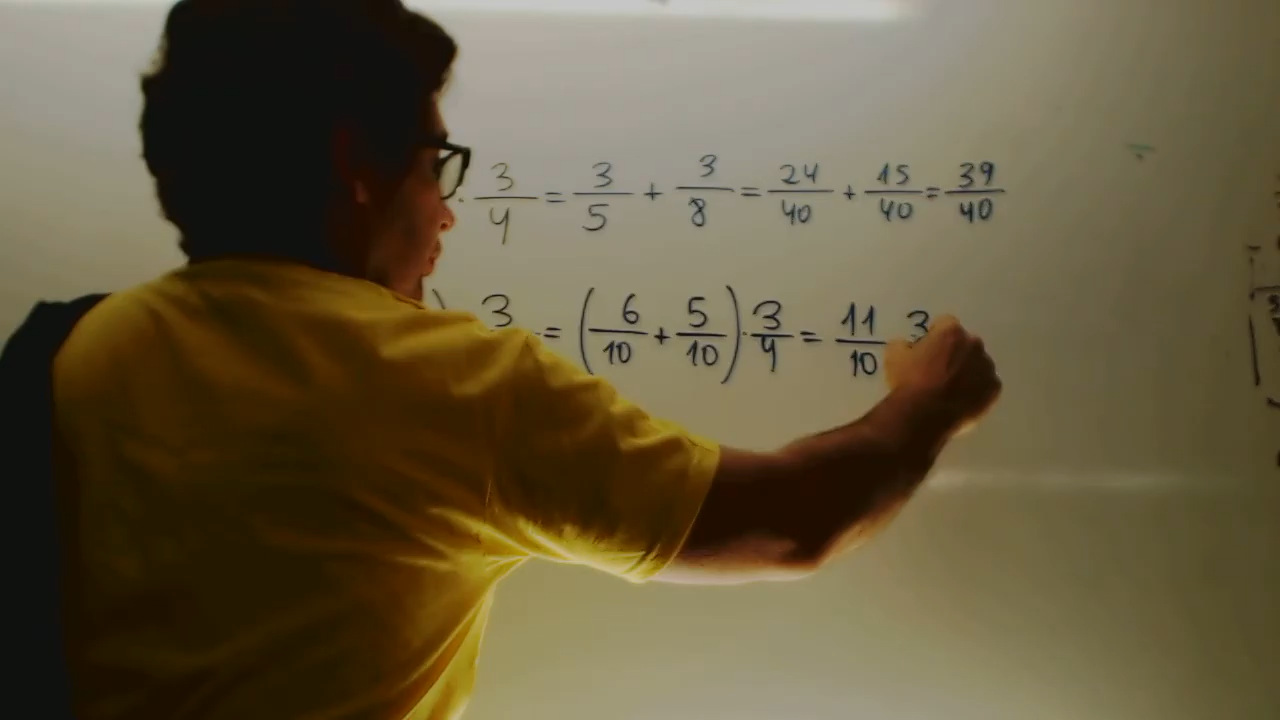 · 3/4 = 3/5 + 3/8 = 24/40 + 15/40 = 39/40
) 3 = (6/10 + 5/10) · 3/4 = 11/10 3